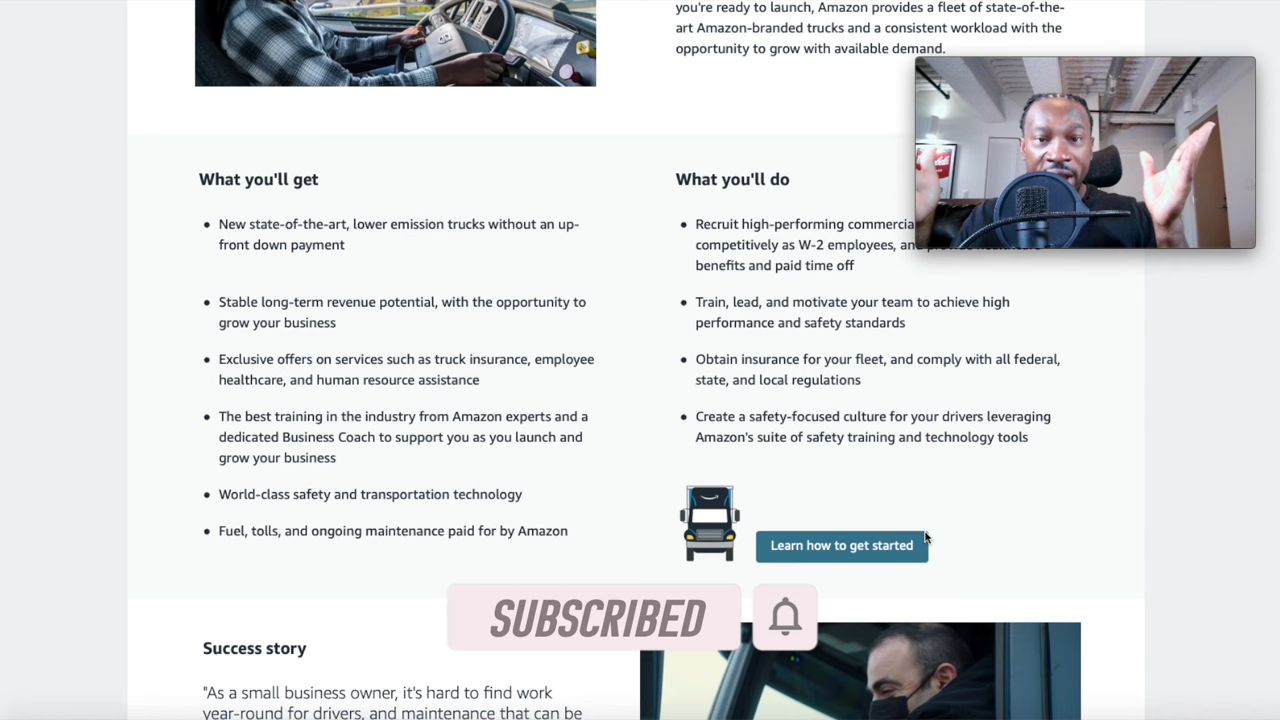 you're ready to launch, Amazon provides a fleet of state-of-the-
art Amazon-branded trucks and a consistent workload with the
opportunity to grow with available demand.
What you'll get
New state-of-the-art, lower emission trucks without an up-
front down payment
Stable long-term revenue potential, with the opportunity to
grow your business
Exclusive offers on services such as truck insurance, employee
healthcare, and human resource assistance
The best training in the industry from Amazon experts and a
dedicated Business Coach to support you as you launch and
grow your business
World-class safety and transportation technology
Fuel, tolls, and ongoing maintenance paid for by Amazon
What you'll do
Recruit high-performing
competitively as W-2 employees,
benefits and paid time off
Train, lead, and motivate your team to achieve high
performance and safety standards
Obtain insurance for your fleet, and comply with all federal,
state, and local regulations
Create a safety-focused culture for your drivers leveraging
Amazon's suite of safety training and technology tools
Learn how to get started
SUBSCRIBED
Success story
"As a small business owner, it's hard to find work
year-round for drivers, and maintenance that can be